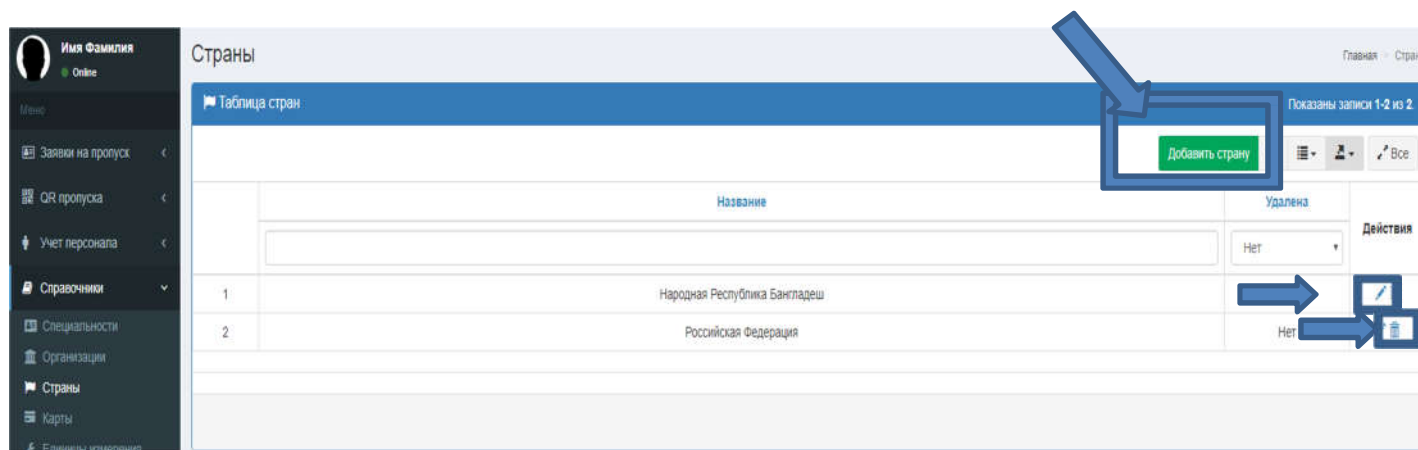 Имя Фамилия
Online
Меню
Заявки на пропуск
QR пропуска
Учет персонала
Справочники
Специальности
Организации
Страны
Карты
Единицы измерения
Страны
Главная
Таблица стран
Показаны записи 1-2 из 2.
Добавить страну
Все
Название
Удалена
Действия
Нет
1
Народная Республика Бангладеш
2
Российская Федерация
Нет